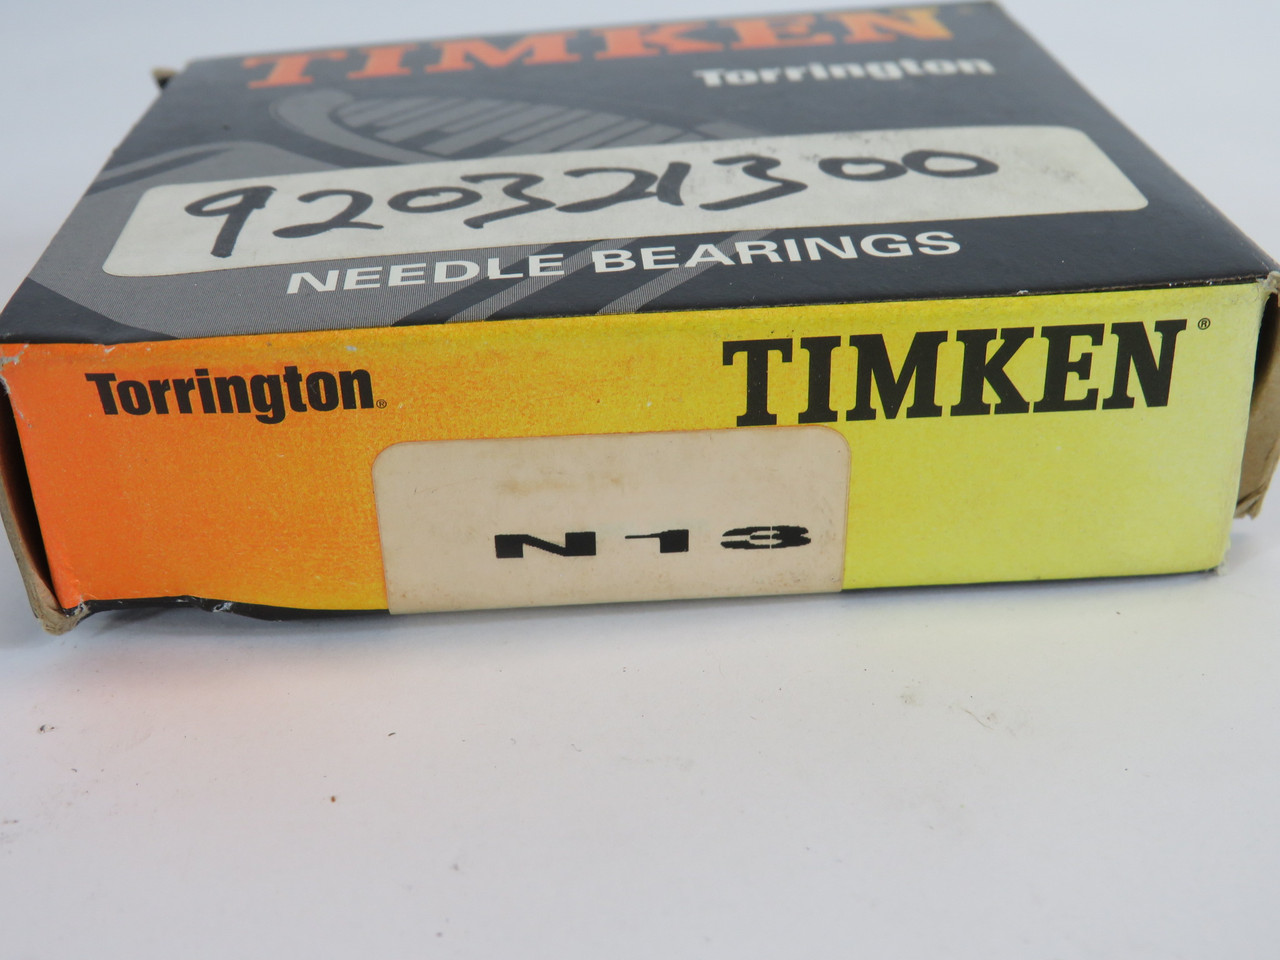 TIMKEN
Torrington
920321300
NEEDLE BEARINGS
Torrington®
TIMKEN®
N13